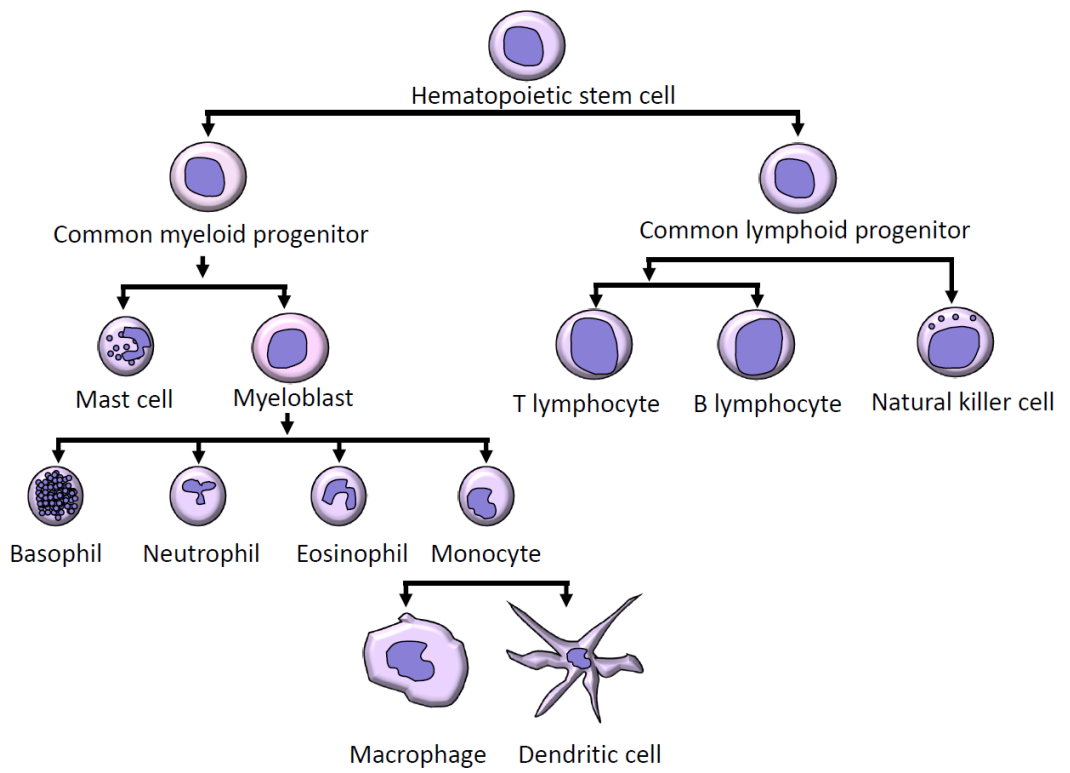 Hematopoietic stem cell
Common myeloid progenitor
Common lymphoid progenitor
Mast cell
Myeloblast
T lymphocyte
B lymphocyte
Natural killer cell
Basophil
Neutrophil
Eosinophil
Monocyte
Macrophage
Dendritic cell